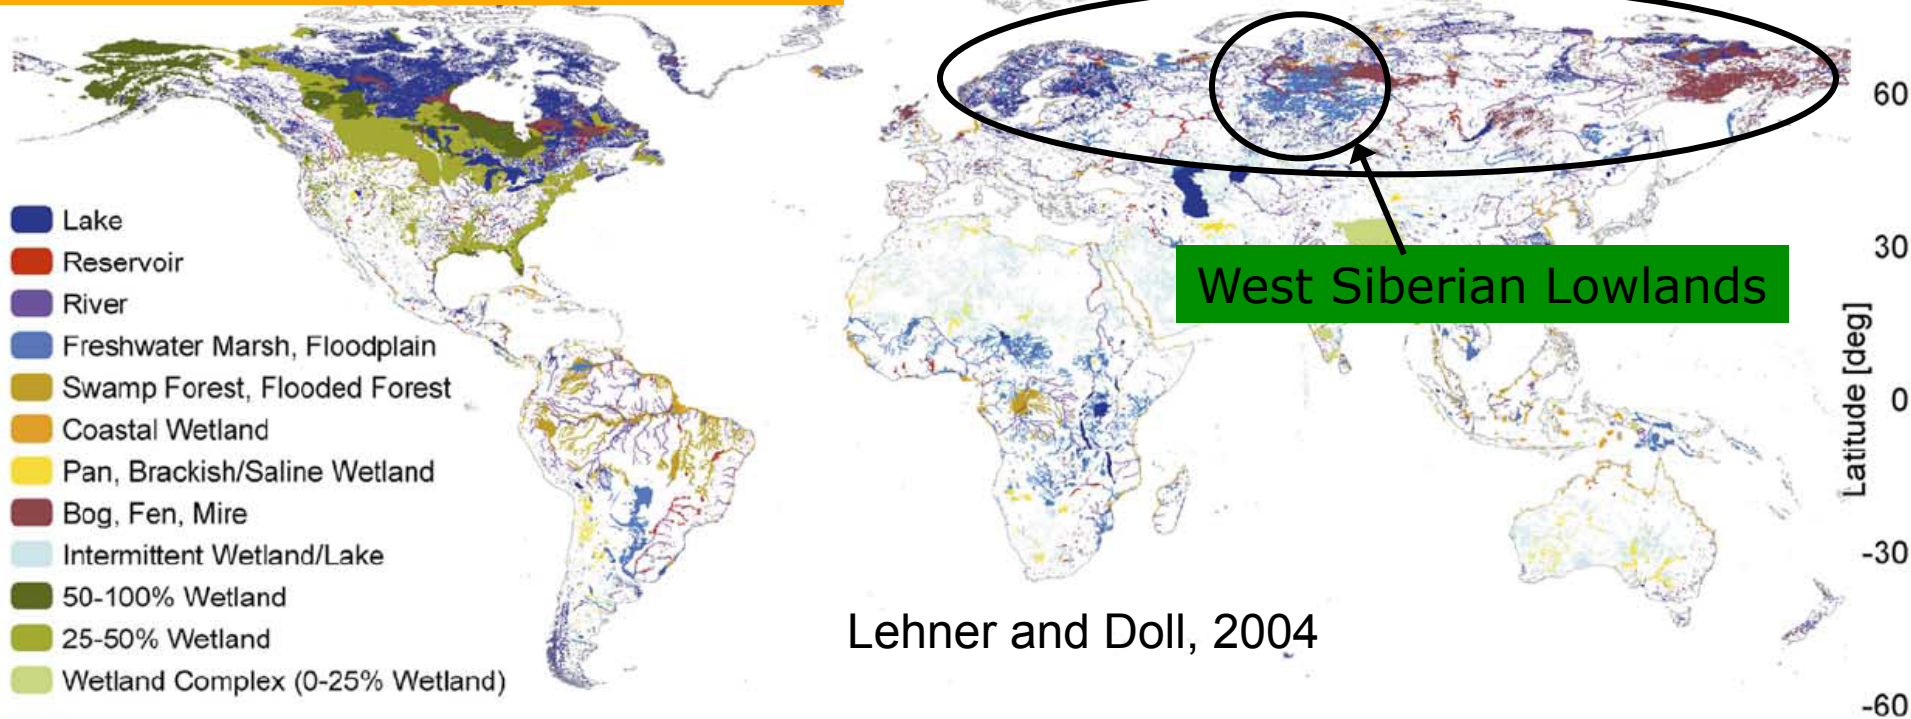 Lake
Reservoir
River
Freshwater Marsh, Floodplain
Swamp Forest, Flooded Forest
Coastal Wetland
Pan, Brackish/Saline Wetland
Bog, Fen, Mire
Intermittent Wetland/Lake
50-100% Wetland
25-50% Wetland
Wetland Complex (0-25% Wetland)
West Siberian Lowlands
Lehner and Doll, 2004
60
30
0
-30
-60
Latitude [deg]